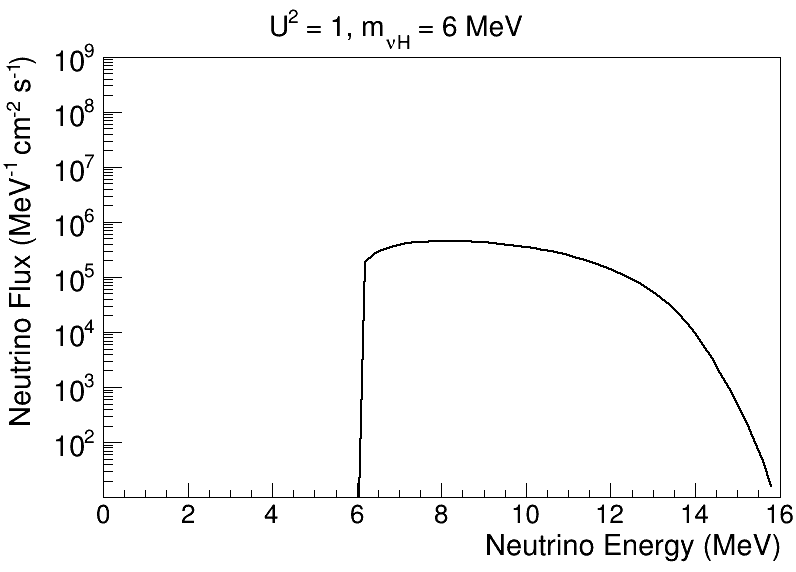 U² = 1, m_νH = 6 MeV
Neutrino Flux (MeV⁻¹ cm⁻² s⁻¹)
10⁹
10⁸
10⁷
10⁶
10⁵
10⁴
10³
10²
0 2 4 6 8 10 12 14 16
Neutrino Energy (MeV)